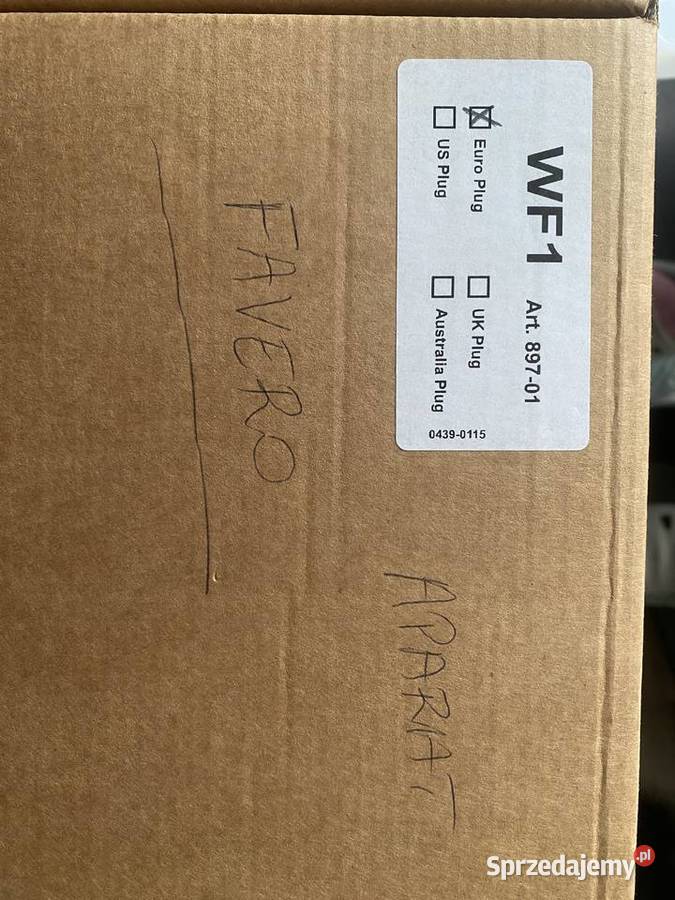 WF1 Art. 897-01
☒ Euro Plug ☐ UK Plug
☐ US Plug ☐ Australia Plug
0439-0115
APARAT
FAVERO
Sprzedajemy.pl